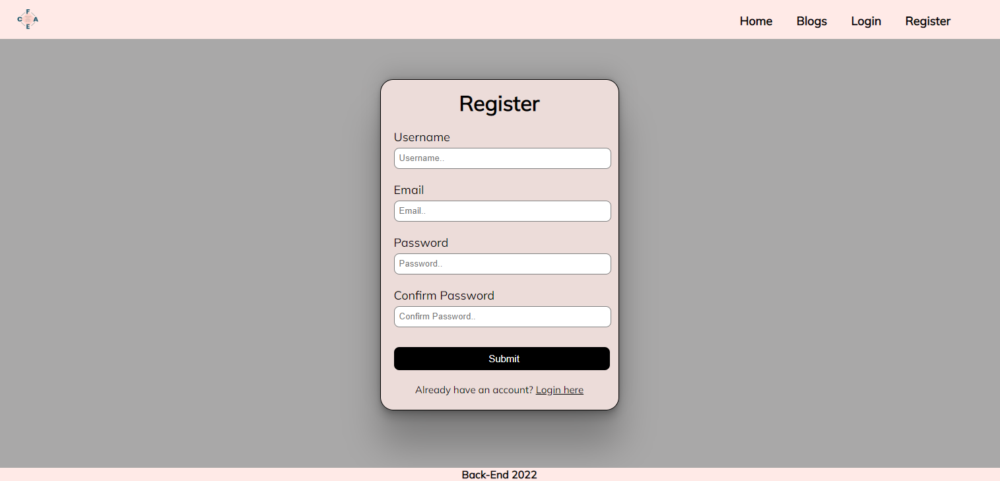 F
C A
E
Home Blogs Login Register
Register
Username
Username..
Email
Email..
Password
Password..
Confirm Password
Confirm Password..
Submit
Already have an account? Login here
Back-End 2022